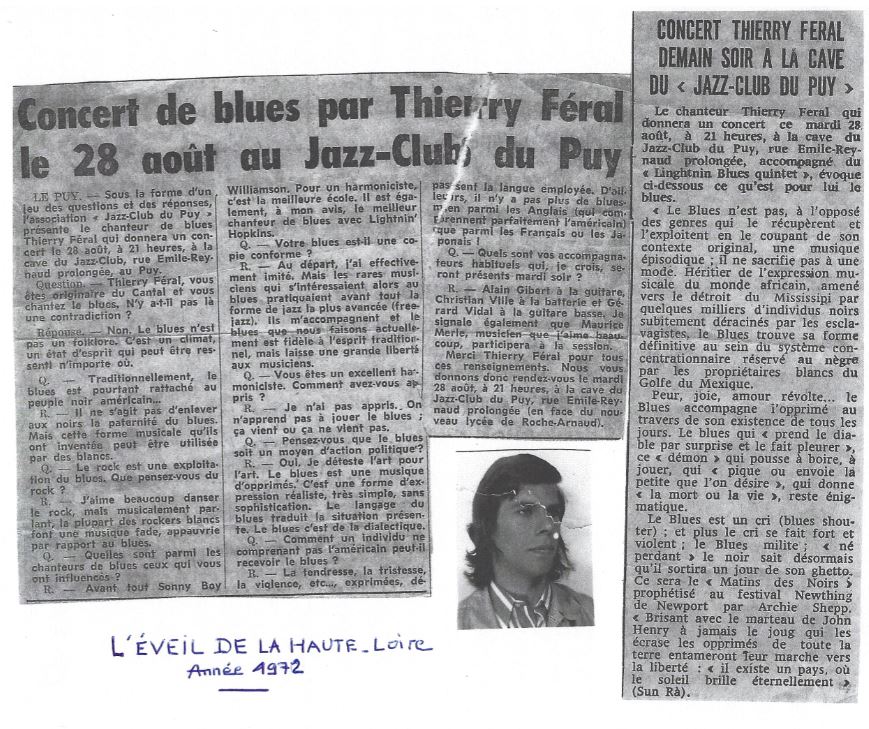 Concert de blues par Thierry Féral
le 28 août au Jazz-Club du Puy
LE PUY. — Sous la forme d'un
jeu des questions et des réponses,
l'association « Jazz-Club du Puy »
présente le chanteur de blues
Thierry Féral qui donnera un con-
cert le 28 août, à 21 heures, à la
cave du Jazz-Club, rue Emile-Rey-
naud prolongée, au Puy.
Question. — Thierry Féral, vous
êtes originaire du Cantal et vous
chantez le blues. N'y a-t-il pas là
une contradiction ?
Réponse. — Non. Le blues n'est
pas un folklore. C'est un climat,
un état d'esprit qui peut être res-
senti n'importe où.
Q. — Traditionnellement, le
blues est pourtant rattaché au
peuple noir américain...
R. — Il ne s'agit pas d'enlever
aux noirs la paternité du blues.
Mais cette forme musicale qu'ils
ont inventée peut être utilisée
par des blancs.
Q. — Le rock est une exploita-
tion du blues. Que pensez-vous du
rock ?
R. — J'aime beaucoup danser
le rock, mais musicalement par-
lant, la plupart des rockers blancs
font une musique fade, appauvrie
par rapport au blues.
Q. — Quelles sont parmi les
chanteurs de blues ceux qui vous
ont influencés ?
R. — Avant tout Sonny Boy
Williamson. Pour un harmoniciste,
c'est la meilleure école. Il est éga-
lement, à mon avis, le meilleur
chanteur de blues avec Lightnin'
Hopkins.
Q. — Votre blues est-il une co-
pie conforme ?
R. — Au départ, j'ai effective-
ment imité. Mais les rares musi-
ciens qui s'intéressaient alors au
blues pratiquaient avant tout la
forme de jazz la plus avancée (free-
jazz). Ils m'accompagnent et le
blues que nous faisons actuelle-
ment est fidèle à l'esprit tradition-
nel, mais laisse une grande liberté
aux musiciens.
Q. — Vous êtes un excellent har-
moniciste. Comment avez-vous ap-
pris ?
R. — Je n'ai pas appris. On
n'apprend pas à jouer le blues ;
ça vient ou ça ne vient pas.
Q. — Pensez-vous que le blues
soit un moyen d'action politique ?
R. — Oui. Je déteste l'art pour
l'art. Le blues est une musique
d'opprimés. C'est une forme d'ex-
pression réaliste, très simple, sans
sophistication. Le langage du
blues traduit la situation présen-
te. Le blues c'est de la dialectique.
Q. — Comment un individu ne
comprenant pas l'américain peut-il
recevoir le blues ?
R. — La tendresse, la tristesse,
la violence, etc..., exprimées, dé-
passent la langue employée. D'ail-
leurs, il n'y a pas plus de blues-
men parmi les Anglais (qui com-
prennent parfaitement l'américain)
que parmi les Français ou les Ja-
ponais !
Q. — Quels sont vos accompagna-
teurs habituels qui, je crois, se-
ront présents mardi soir ?
R. — Alain Gibert à la guitare,
Christian Ville à la batterie et Gé-
rard Vidal à la guitare basse. Je
signale également que Maurice
Merle, musicien que j'aime beau-
coup, participera à la session.
Merci Thierry Féral pour tous
ces renseignements. Nous vous
donnons donc rendez-vous le mardi
28 août, à 21 heures, à la cave du
Jazz-Club du Puy, rue Emile-Rey-
naud prolongée (en face du nou-
veau lycée de Roche-Arnaud).
L'ÉVEIL DE LA HAUTE-LOIRE
Année 1972
CONCERT THIERRY FERAL
DEMAIN SOIR A LA CAVE
DU « JAZZ-CLUB DU PUY »
Le chanteur Thierry Feral qui
donnera un concert ce mardi 28
août, à 21 heures, à la cave du
Jazz-Club du Puy, rue Emile-Rey-
naud prolongée, accompagné du
« Linghtnin Blues quintet », évoque
ci-dessous ce qu'est pour lui le
blues.
« Le Blues n'est pas, à l'opposé
des genres qui le récupèrent et
l'exploitent en le coupant de son
contexte original, une musique
épisodique ; il ne sacrifie pas à une
mode. Héritier de l'expression mu-
sicale du monde africain, amené
vers le détroit du Mississipi par
quelques milliers d'individus noirs
subitement déracinés par les escla-
vagistes, le Blues trouve sa forme
définitive au sein du système con-
centrationnaire réservé au nègre
par les propriétaires blancs du
Golfe du Mexique.
Peur, joie, amour révolte... le
Blues accompagne l'opprimé au
travers de son existence de tous les
jours. Le blues qui « prend le dia-
ble par surprise et le fait pleurer »,
ce « démon » qui pousse à boire, à
jouer, qui « pique ou envoie la
petite que l'on désire », qui donne
« la mort ou la vie », reste énig-
matique.
Le Blues est un cri (blues shou-
ter) ; et plus le cri se fait fort et
violent ; le Blues milite ; « né
perdant » le noir sait désormais
qu'il sortira un jour de son ghetto.
Ce sera le « Matins des Noirs »
prophétisé au festival Newthing
de Newport par Archie Shepp.
« Brisant avec le marteau de John
Henry à jamais le joug qui les
écrase les opprimés de toute la
terre entameront leur marche vers
la liberté : « il existe un pays, où
le soleil brille éternellement »
(Sun Rà).